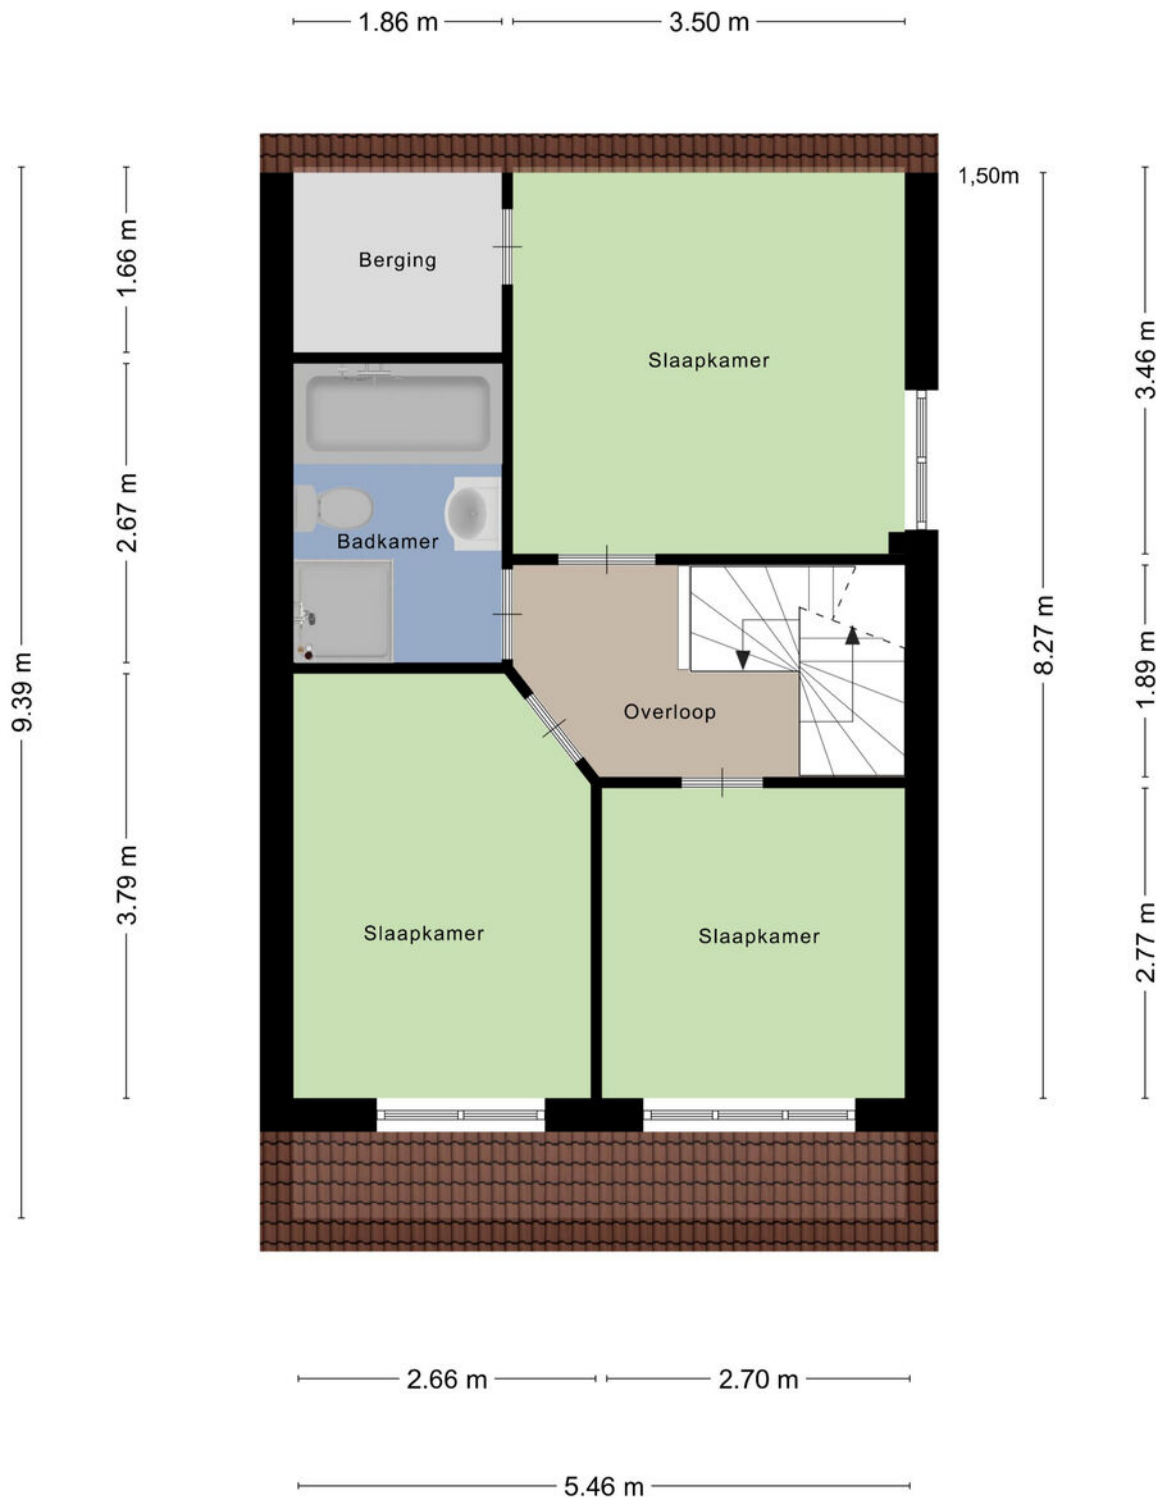 1.86 m
3.50 m
1,50m
Berging
1.66 m
Slaapkamer
3.46 m
2.67 m
Badkamer
8.27 m
1.89 m
9.39 m
Overloop
3.79 m
Slaapkamer
Slaapkamer
2.77 m
2.66 m
2.70 m
5.46 m